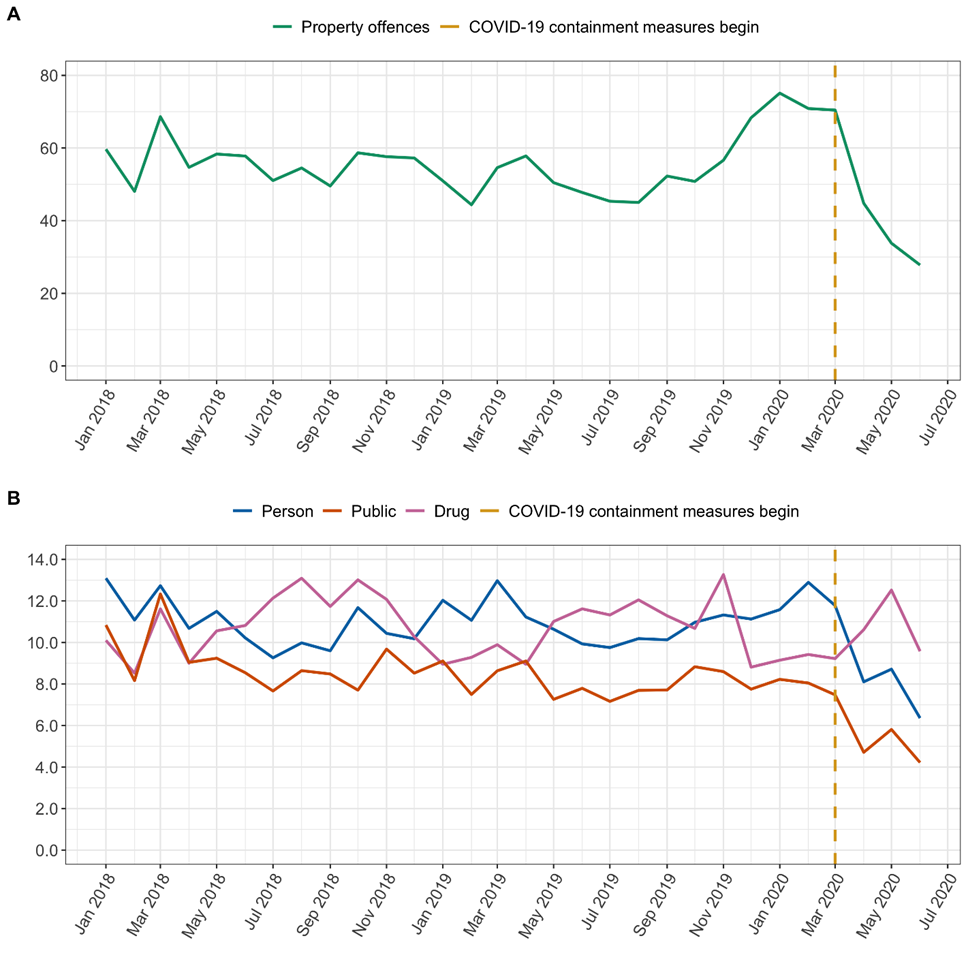 A
Property offences COVID-19 containment measures begin
80
60
40
20
0
Jan 2018 Mar 2018 May 2018 Jul 2018 Sep 2018 Nov 2018 Jan 2019 Mar 2019 May 2019 Jul 2019 Sep 2019 Nov 2019 Jan 2020 Mar 2020 May 2020 Jul 2020
B
Person Public Drug COVID-19 containment measures begin
14.0
12.0
10.0
8.0
6.0
4.0
2.0
0.0
Jan 2018 Mar 2018 May 2018 Jul 2018 Sep 2018 Nov 2018 Jan 2019 Mar 2019 May 2019 Jul 2019 Sep 2019 Nov 2019 Jan 2020 Mar 2020 May 2020 Jul 2020